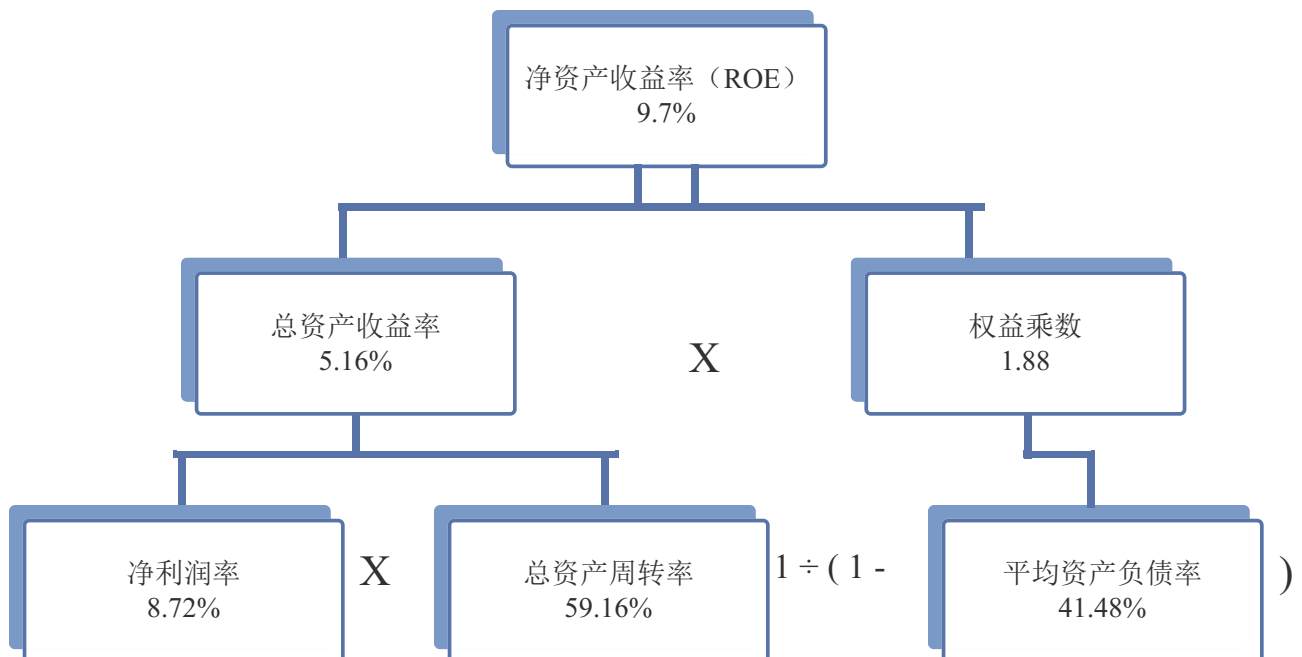 净资产收益率（ROE）
9.7%
总资产收益率
5.16%
X
权益乘数
1.88
净利润率
8.72%
X
总资产周转率
59.16%
1 ÷ ( 1 -
平均资产负债率
41.48%
)